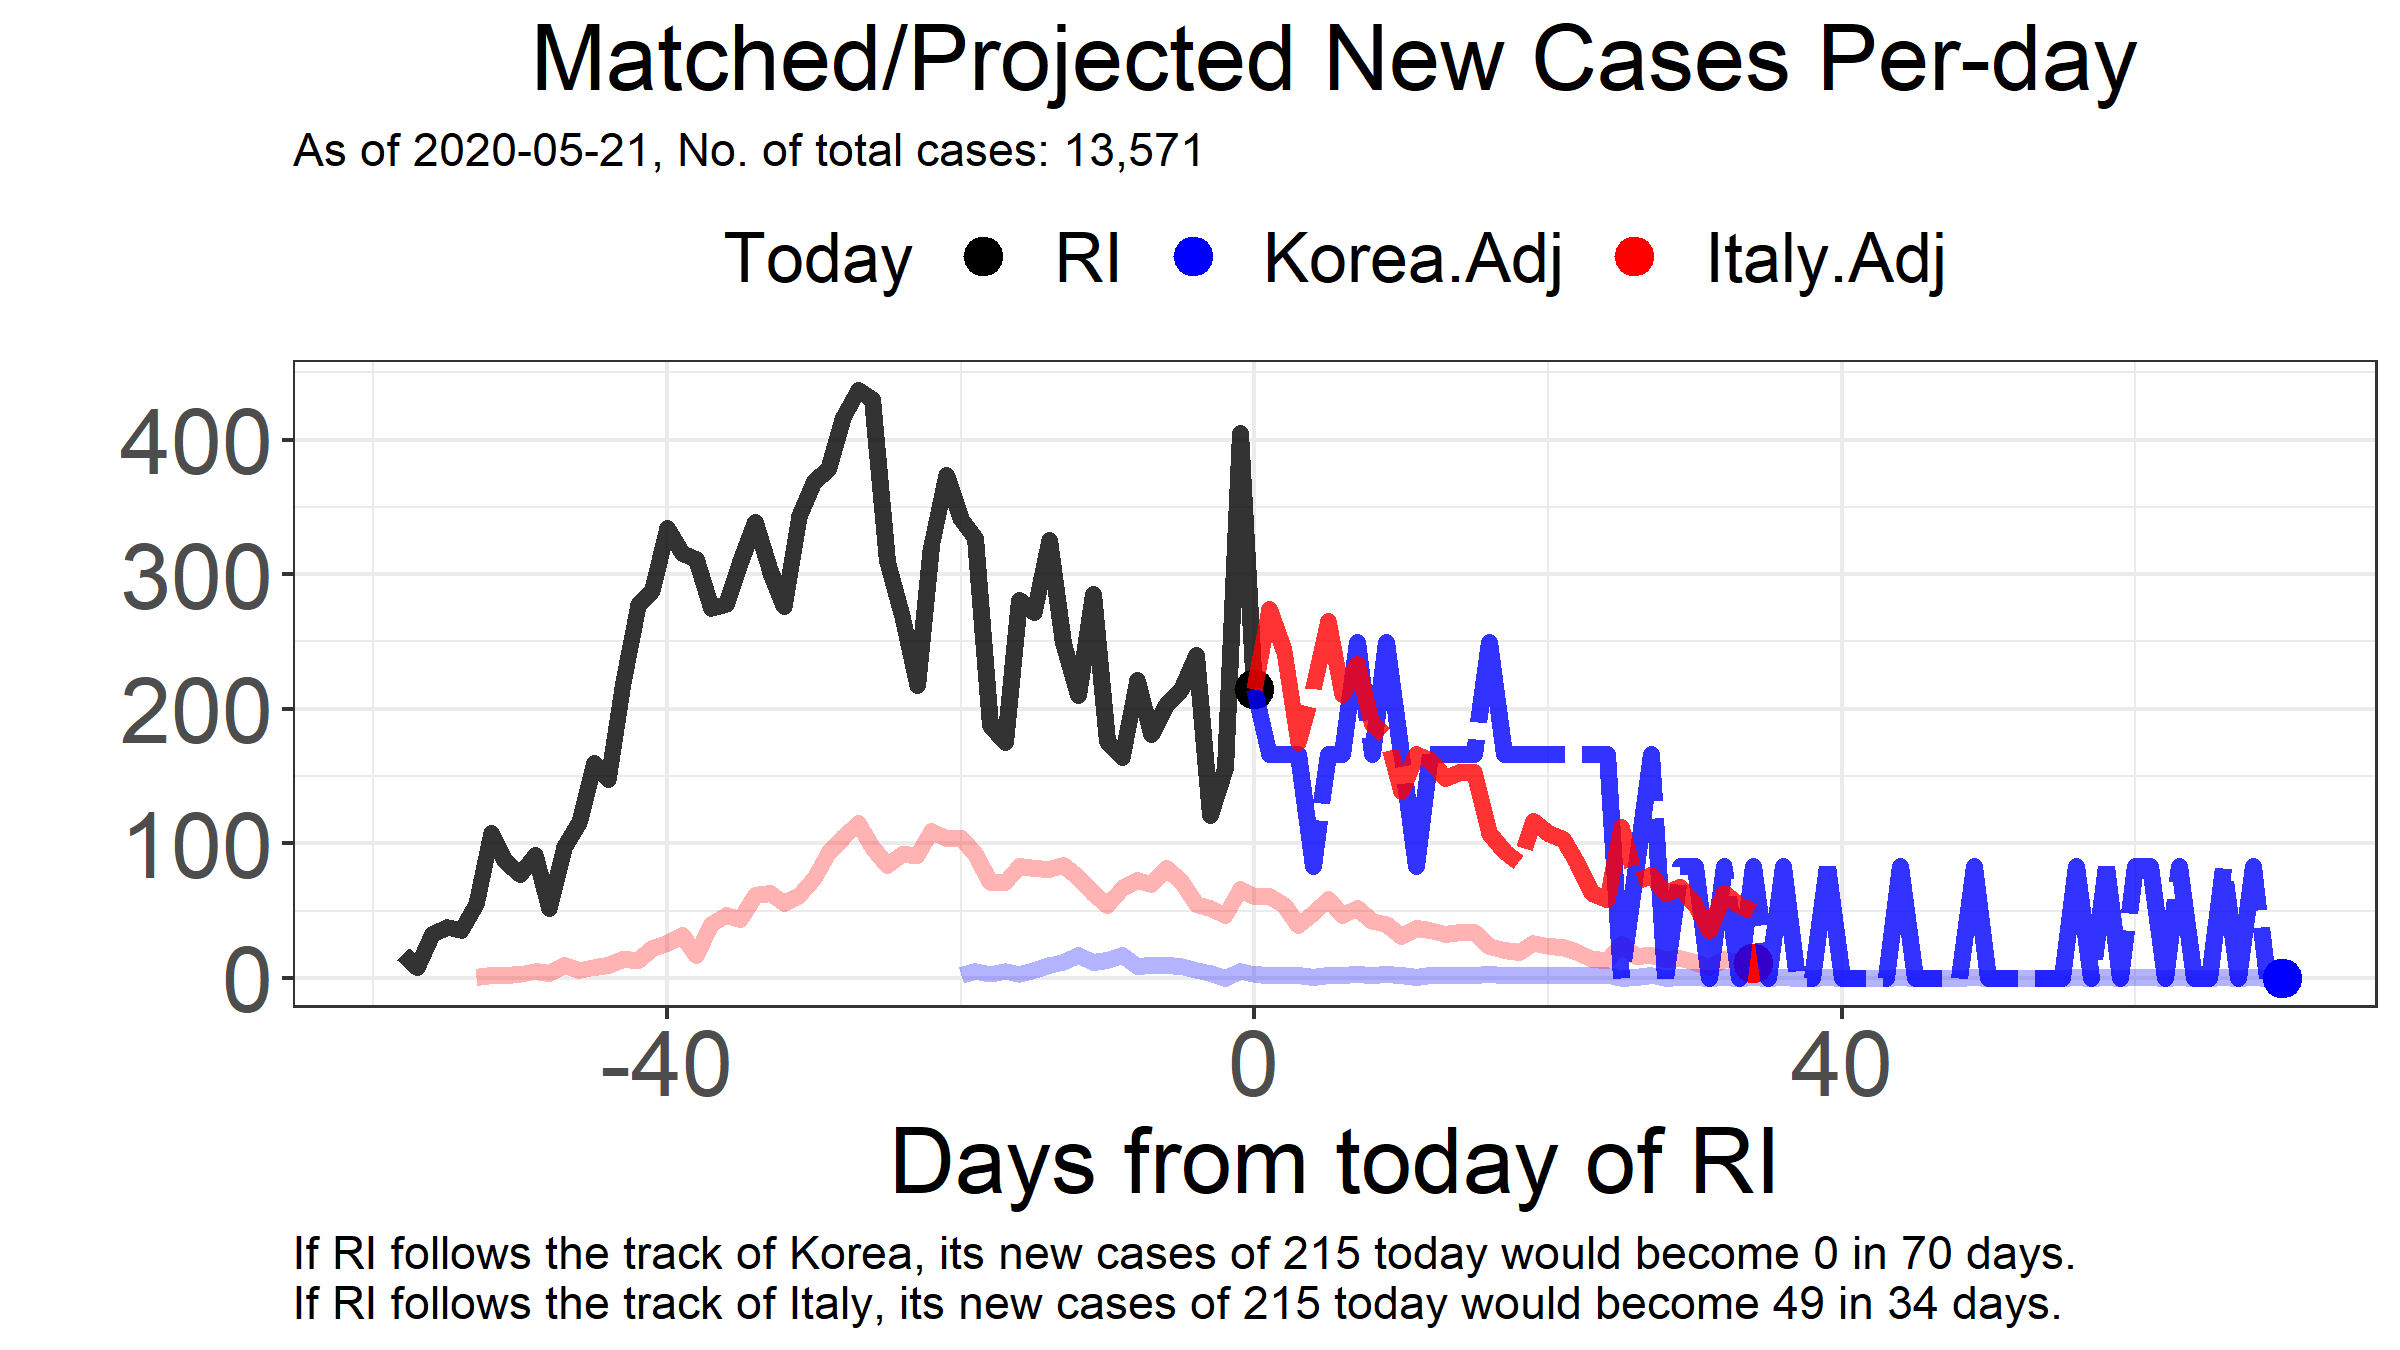 Matched/Projected New Cases Per-day
As of 2020-05-21, No. of total cases: 13,571
Today RI Korea.Adj Italy.Adj
400
300
200
100
0
-40 0 40
Days from today of RI
If RI follows the track of Korea, its new cases of 215 today would become 0 in 70 days.
If RI follows the track of Italy, its new cases of 215 today would become 49 in 34 days.